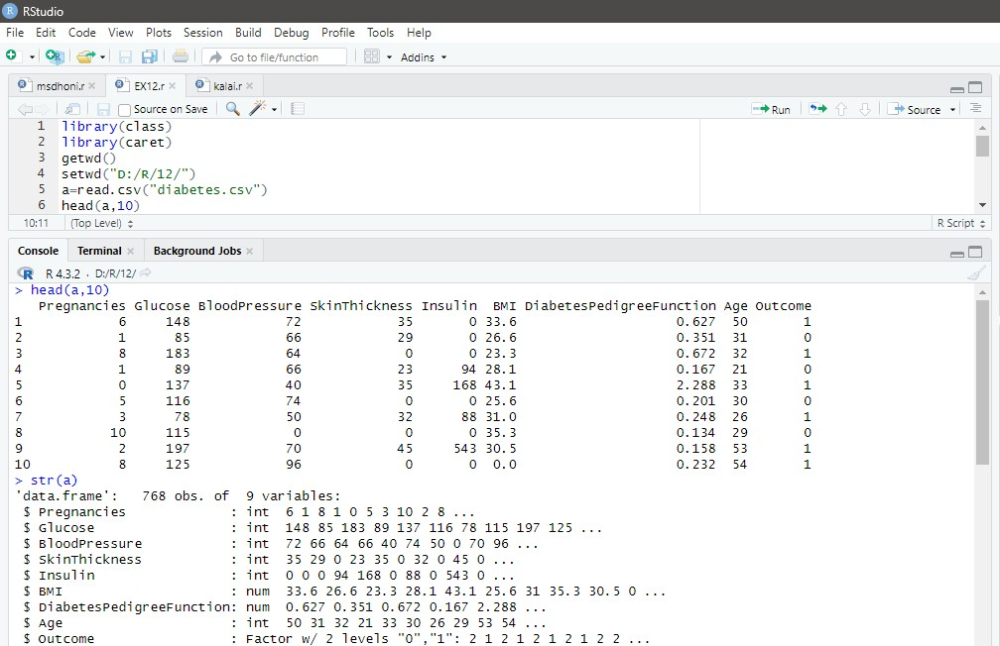 RStudio
File Edit Code View Plots Session Build Debug Profile Tools Help
Go to file/function Addins
msdhoni.r EX12.r kalai.r
Source on Save Run Source
1 library(class)
2 library(caret)
3 getwd()
4 setwd("D:/R/12/")
5 a=read.csv("diabetes.csv")
6 head(a,10)
10:11 (Top Level) R Script
Console Terminal Background Jobs
R 4.3.2 · D:/R/12/
> head(a,10)
Pregnancies Glucose BloodPressure SkinThickness Insulin BMI DiabetesPedigreeFunction Age Outcome
1 6 148 72 35 0 33.6 0.627 50 1
2 1 85 66 29 0 26.6 0.351 31 0
3 8 183 64 0 0 23.3 0.672 32 1
4 1 89 66 23 94 28.1 0.167 21 0
5 0 137 40 35 168 43.1 2.288 33 1
6 5 116 74 0 0 25.6 0.201 30 0
7 3 78 50 32 88 31.0 0.248 26 1
8 10 115 0 0 0 35.3 0.134 29 0
9 2 197 70 45 543 30.5 0.158 53 1
10 8 125 96 0 0 0.0 0.232 54 1
> str(a)
'data.frame': 768 obs. of 9 variables:
$ Pregnancies : int 6 1 8 1 0 5 3 10 2 8 ...
$ Glucose : int 148 85 183 89 137 116 78 115 197 125 ...
$ BloodPressure : int 72 66 64 66 40 74 50 0 70 96 ...
$ SkinThickness : int 35 29 0 23 35 0 32 0 45 0 ...
$ Insulin : int 0 0 0 94 168 0 88 0 543 0 ...
$ BMI : num 33.6 26.6 23.3 28.1 43.1 25.6 31 35.3 30.5 0 ...
$ DiabetesPedigreeFunction: num 0.627 0.351 0.672 0.167 2.288 ...
$ Age : int 50 31 32 21 33 30 26 29 53 54 ...
$ Outcome : Factor w/ 2 levels "0","1": 2 1 2 1 2 1 2 1 2 2 ...